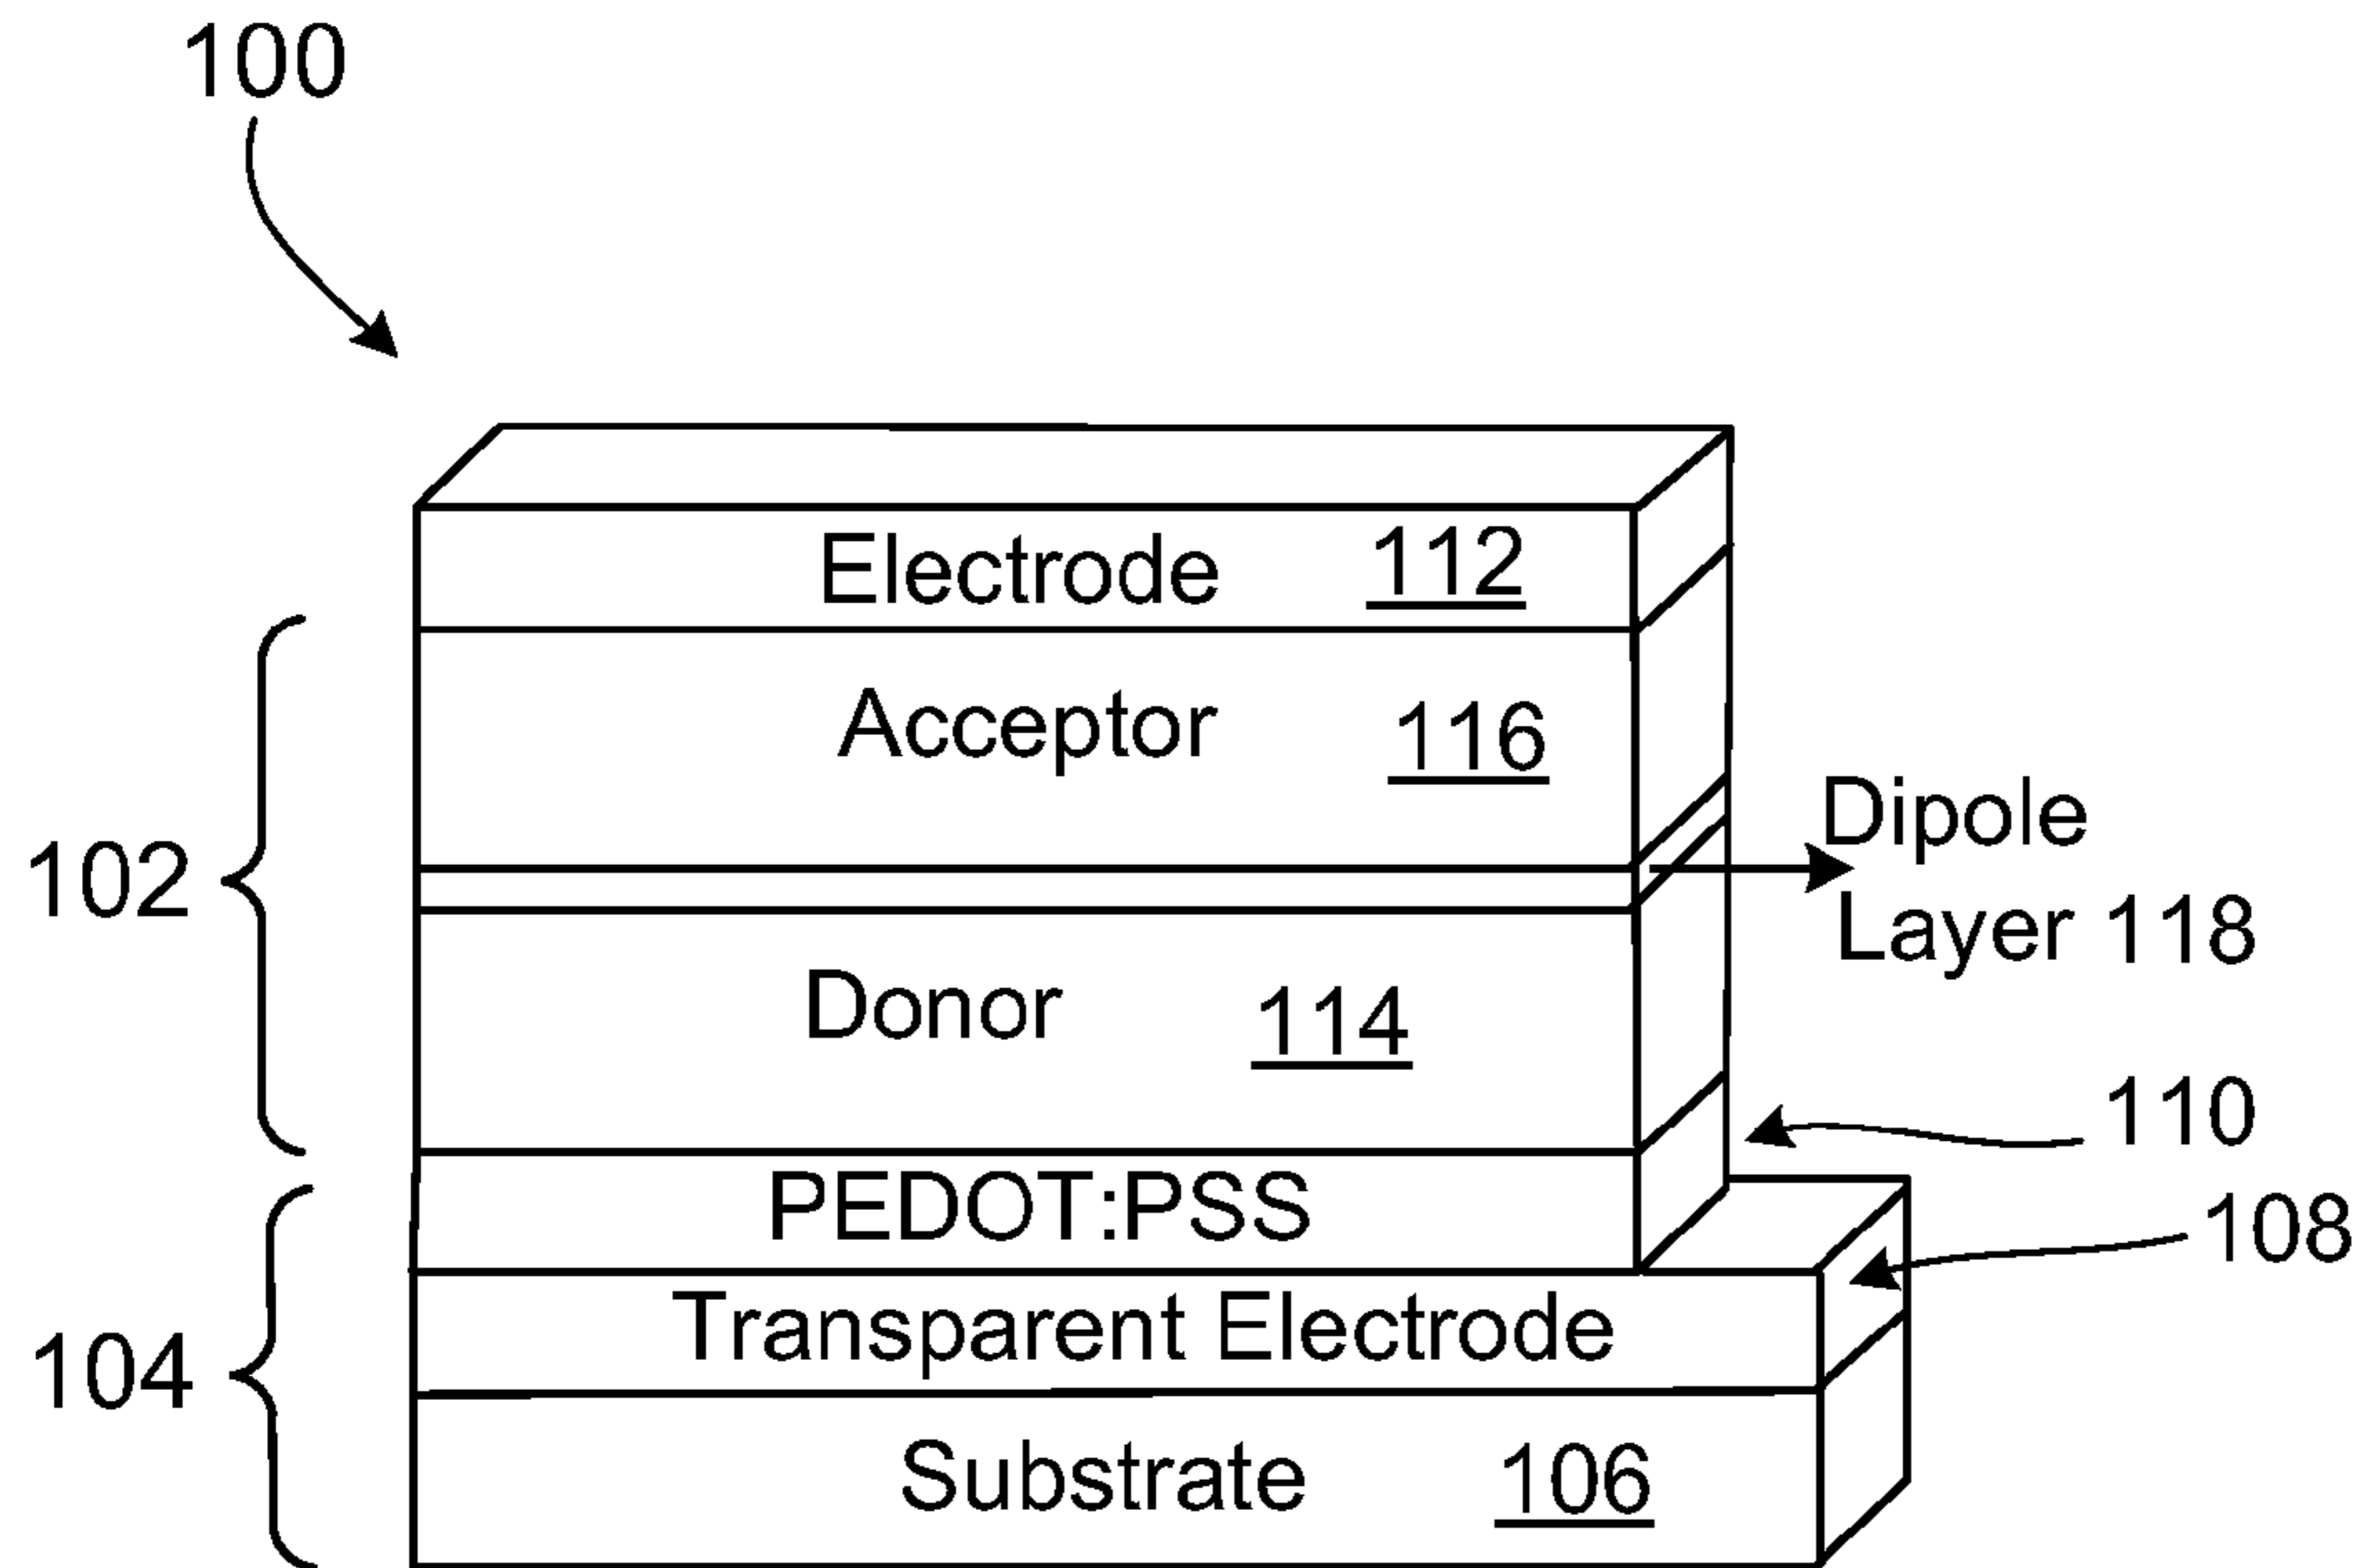 100
Electrode 112
Acceptor 116
102
Dipole
Layer 118
Donor 114
110
PEDOT:PSS
108
Transparent Electrode
104
Substrate 106